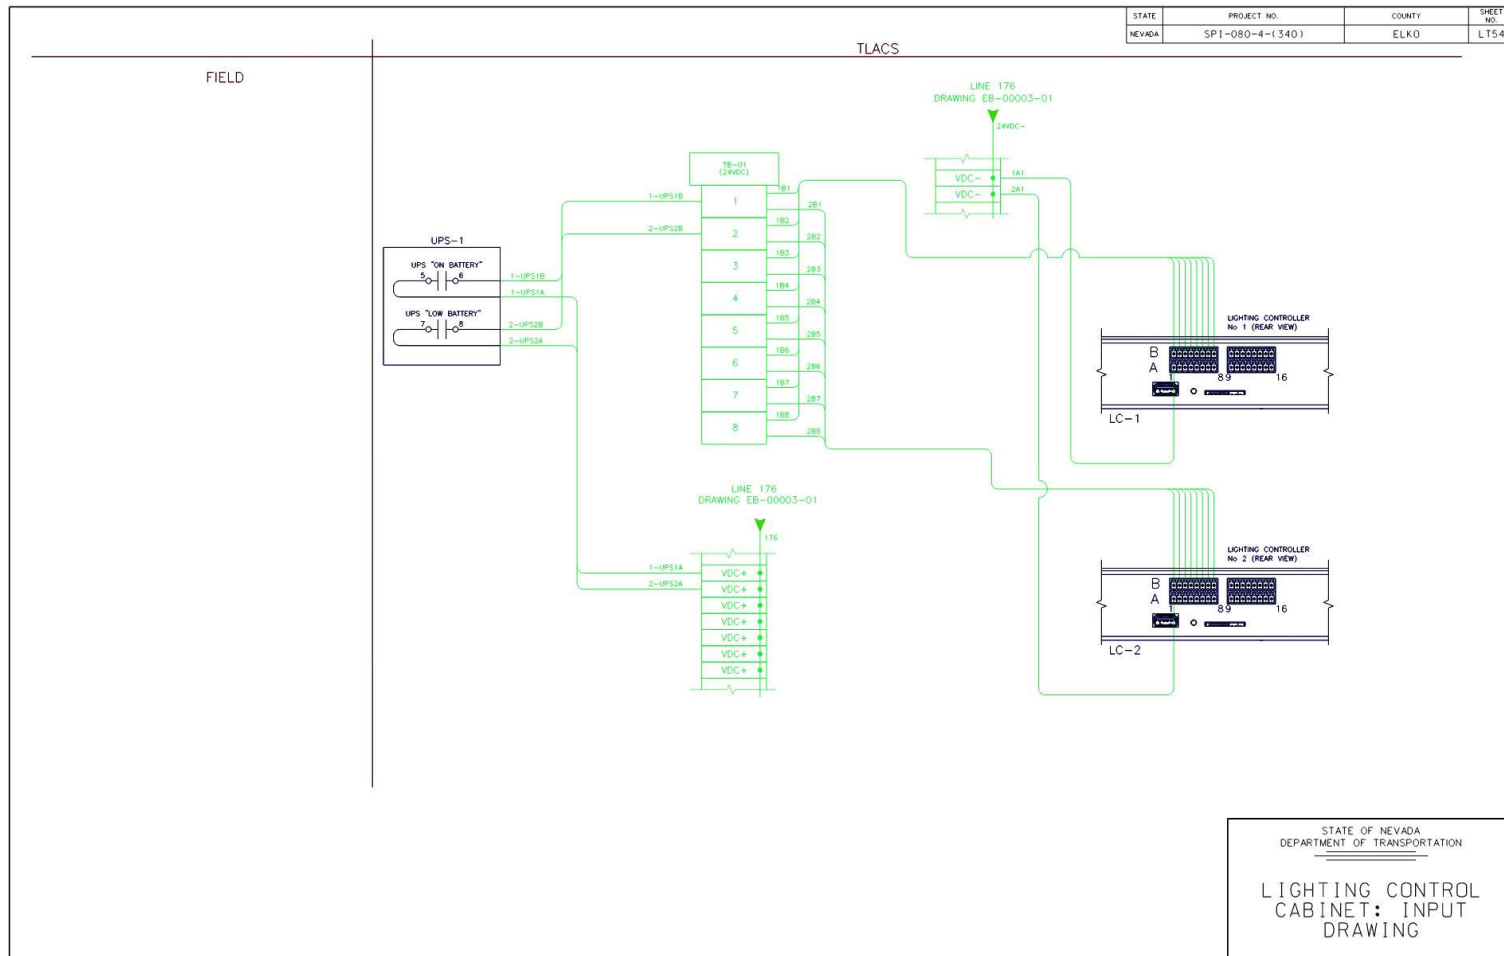 STATE
PROJECT NO.
COUNTY
SHEET
NO.
NEVADA
SPI-080-4-(340)
ELKO
LT54
TLACS
FIELD
LINE 176
DRAWING EB-00003-01
24VDC-
VDC-
1A1
VDC-
2A1
TB-01
(24VDC)
1-UPS1B
1
1B1
2B1
2-UPS2B
2
1B2
2B2
3
1B3
2B3
4
1B4
2B4
5
1B5
2B5
6
1B6
2B6
7
1B7
2B7
8
1B8
2B8
UPS-1
UPS "ON BATTERY"
5
6
1-UPS1B
1-UPS1A
UPS "LOW BATTERY"
7
8
2-UPS2B
2-UPS2A
LIGHTING CONTROLLER
No 1 (REAR VIEW)
B
A
1
8
9
16
LC-1
LINE 176
DRAWING EB-00003-01
176
1-UPS1A
VDC+
2-UPS2A
VDC+
VDC+
VDC+
VDC+
VDC+
VDC+
LIGHTING CONTROLLER
No 2 (REAR VIEW)
B
A
1
8
9
16
LC-2
STATE OF NEVADA
DEPARTMENT OF TRANSPORTATION
LIGHTING CONTROL
CABINET: INPUT
DRAWING